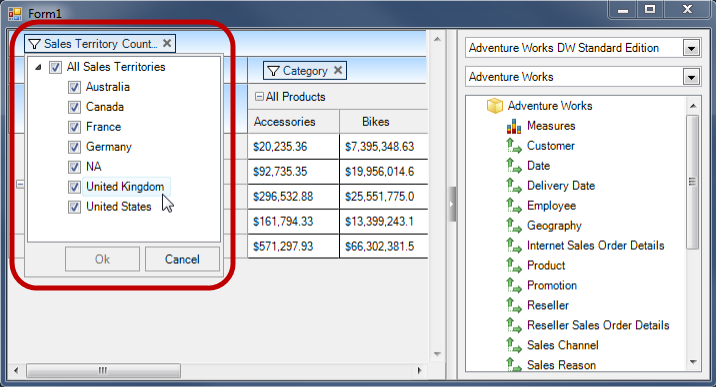 Form1
Sales Territory Count...
All Sales Territories
Australia
Canada
France
Germany
NA
United Kingdom
United States
Ok Cancel
Category
All Products
Accessories Bikes
$20,235.36 $7,395,348.63
$92,735.35 $19,956,014.6
$296,532.88 $25,551,775.0
$161,794.33 $13,399,243.1
$571,297.93 $66,302,381.5
Adventure Works DW Standard Edition
Adventure Works
Adventure Works
Measures
Customer
Date
Delivery Date
Employee
Geography
Internet Sales Order Details
Product
Promotion
Reseller
Reseller Sales Order Details
Sales Channel
Sales Reason